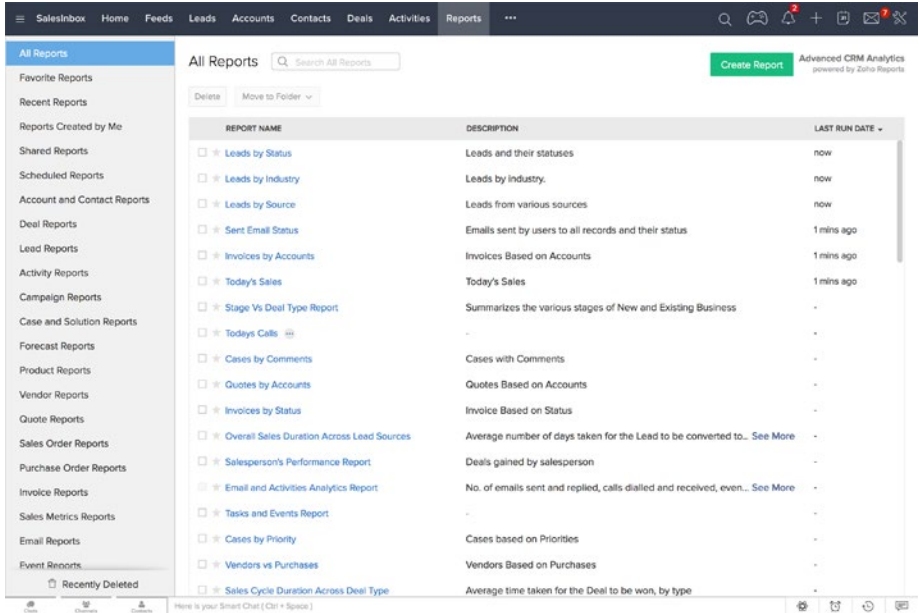 SalesInbox Home Feeds Leads Accounts Contacts Deals Activities Reports
2
7
All Reports
Favorite Reports
Recent Reports
Reports Created by Me
Shared Reports
Scheduled Reports
Account and Contact Reports
Deal Reports
Lead Reports
Activity Reports
Campaign Reports
Case and Solution Reports
Forecast Reports
Product Reports
Vendor Reports
Quote Reports
Sales Order Reports
Purchase Order Reports
Invoice Reports
Sales Metrics Reports
Email Reports
Event Reports
Recently Deleted
All Reports Search All Reports
Create Report
Advanced CRM Analytics
powered by Zoho Reports
Delete Move to Folder
REPORT NAME DESCRIPTION LAST RUN DATE
Leads by Status Leads and their statuses now
Leads by Industry Leads by industry. now
Leads by Source Leads from various sources now
Sent Email Status Emails sent by users to all records and their status 1 mins ago
Invoices by Accounts Invoices Based on Accounts 1 mins ago
Today's Sales Today's Sales 1 mins ago
Stage Vs Deal Type Report Summarizes the various stages of New and Existing Business -
Todays Calls - -
Cases by Comments Cases with Comments -
Quotes by Accounts Quotes Based on Accounts -
Invoices by Status Invoice Based on Status -
Overall Sales Duration Across Lead Sources Average number of days taken for the Lead to be converted to... See More -
Salesperson's Performance Report Deals gained by salesperson -
Email and Activities Analytics Report No. of emails sent and replied, calls dialled and received, even... See More -
Tasks and Events Report - -
Cases by Priority Cases based on Priorities -
Vendors vs Purchases Vendors Based on Purchases -
Sales Cycle Duration Across Deal Type Average time taken for the Deal to be won, by type -
Chats Channels Contacts Here is your Smart Chat ( Ctrl + Space )